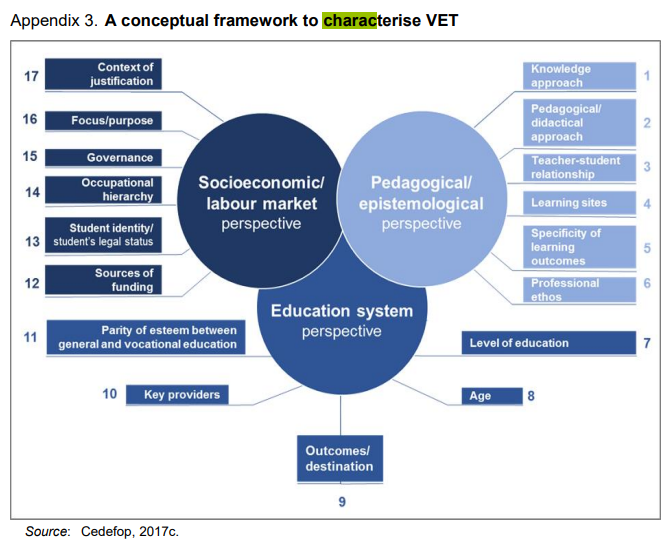 Appendix 3. A conceptual framework to characterise VET
17
Context of
justification
16
Focus/purpose
15
Governance
14
Occupational
hierarchy
13
Student identity/
student's legal status
12
Sources of
funding
Socioeconomic/
labour market
perspective
Pedagogical/
epistemological
perspective
Knowledge
approach
1
Pedagogical/
didactical
approach
2
Teacher-student
relationship
3
Learning sites
4
Specificity of
learning
outcomes
5
Professional
ethos
6
Education system
perspective
11
Parity of esteem between
general and vocational education
Level of education
7
10
Key providers
Age
8
Outcomes/
destination
9
Source: Cedefop, 2017c.